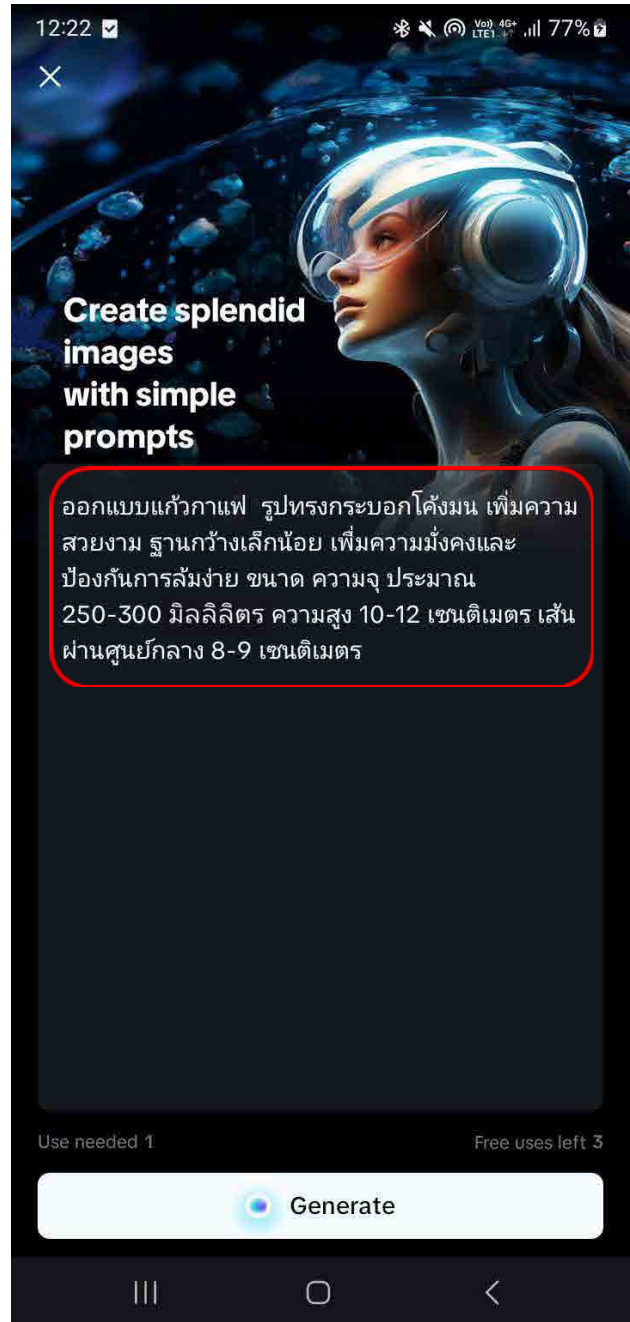 12:22
Vo)) 4G+
LTE1
77%
Create splendid
images
with simple
prompts
ออกแบบแก้วกาแฟ รูปทรงกระบอกโค้งมน เพิ่มความ
สวยงาม ฐานกว้างเล็กน้อย เพื่อความมั่งคงและ
ป้องกันการล้มง่าย ขนาด ความจุ ประมาณ
250-300 มิลลิลิตร ความสูง 10-12 เซนติเมตร เส้น
ผ่านศูนย์กลาง 8-9 เซนติเมตร
Use needed 1
Free uses left 3
Generate